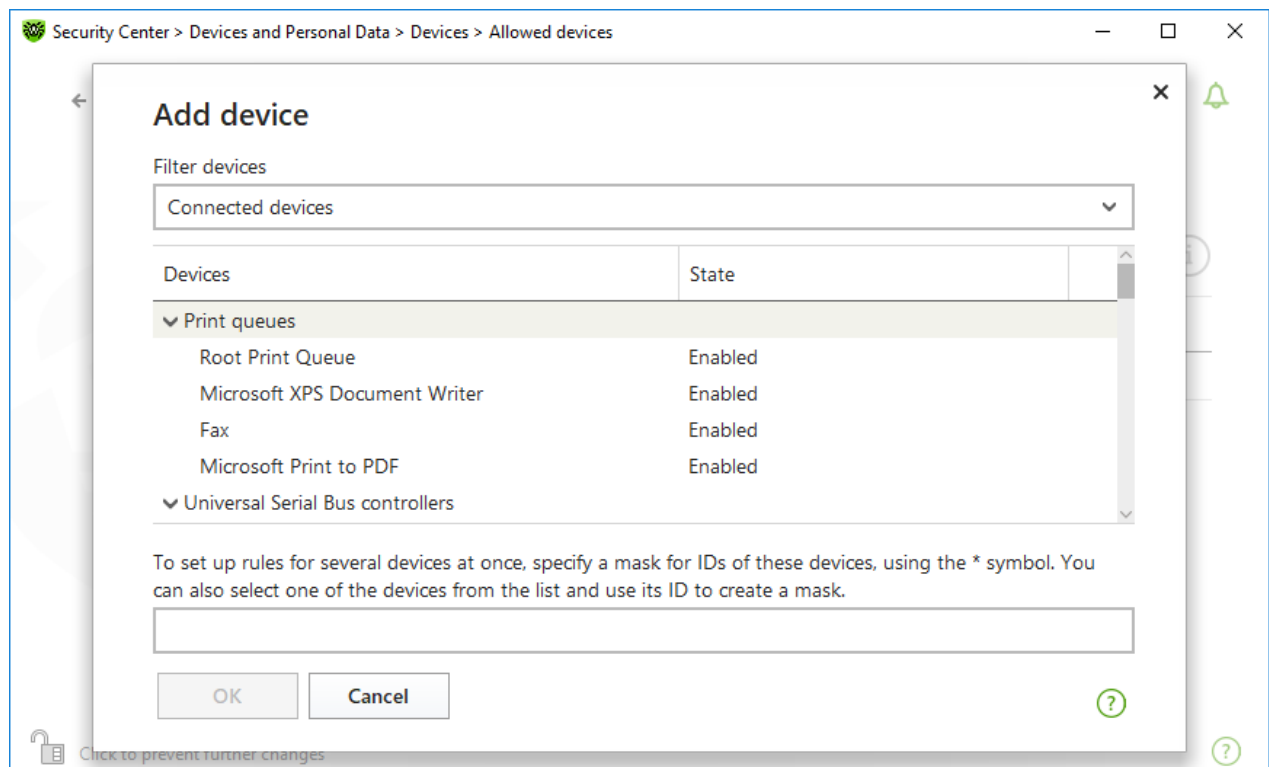 Security Center > Devices and Personal Data > Devices > Allowed devices
Add device
Filter devices
Connected devices
Devices State
Print queues
Root Print Queue Enabled
Microsoft XPS Document Writer Enabled
Fax Enabled
Microsoft Print to PDF Enabled
Universal Serial Bus controllers
To set up rules for several devices at once, specify a mask for IDs of these devices, using the * symbol. You
can also select one of the devices from the list and use its ID to create a mask.
OK Cancel ?
Click to prevent further changes ?